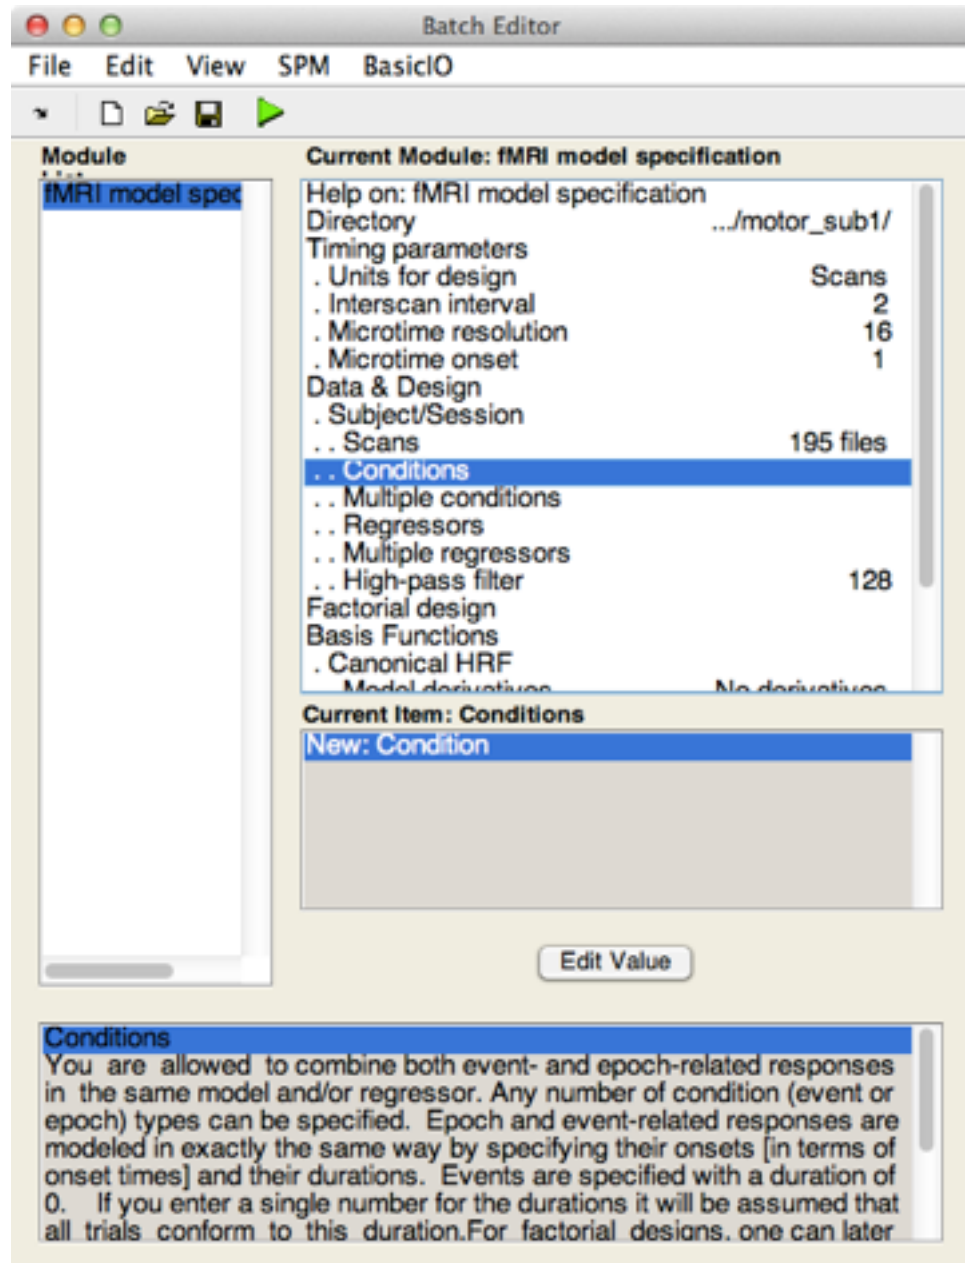 Batch Editor
File Edit View SPM BasicIO
Module
Current Module: fMRI model specification
fMRI model spec
Help on: fMRI model specification
Directory .../motor_sub1/
Timing parameters
. Units for design Scans
. Interscan interval 2
. Microtime resolution 16
. Microtime onset 1
Data & Design
. Subject/Session
. . Scans 195 files
. . Conditions
. . Multiple conditions
. . Regressors
. . Multiple regressors
. . High-pass filter 128
Factorial design
Basis Functions
. Canonical HRF
Model derivatives No derivatives
Current Item: Conditions
New: Condition
Edit Value
Conditions
You are allowed to combine both event- and epoch-related responses
in the same model and/or regressor. Any number of condition (event or
epoch) types can be specified. Epoch and event-related responses are
modeled in exactly the same way by specifying their onsets [in terms of
onset times] and their durations. Events are specified with a duration of
0. If you enter a single number for the durations it will be assumed that
all trials conform to this duration.For factorial designs, one can later